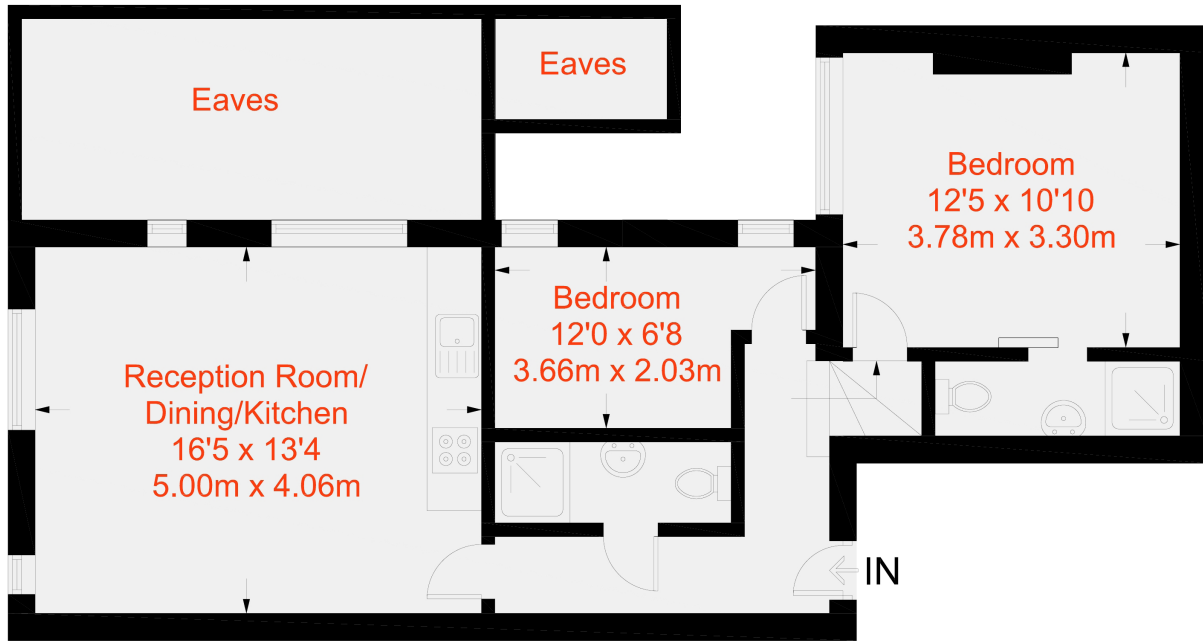 Eaves
Eaves
Bedroom
12'5 x 10'10
3.78m x 3.30m
Bedroom
12'0 x 6'8
3.66m x 2.03m
Reception Room/
Dining/Kitchen
16'5 x 13'4
5.00m x 4.06m
IN